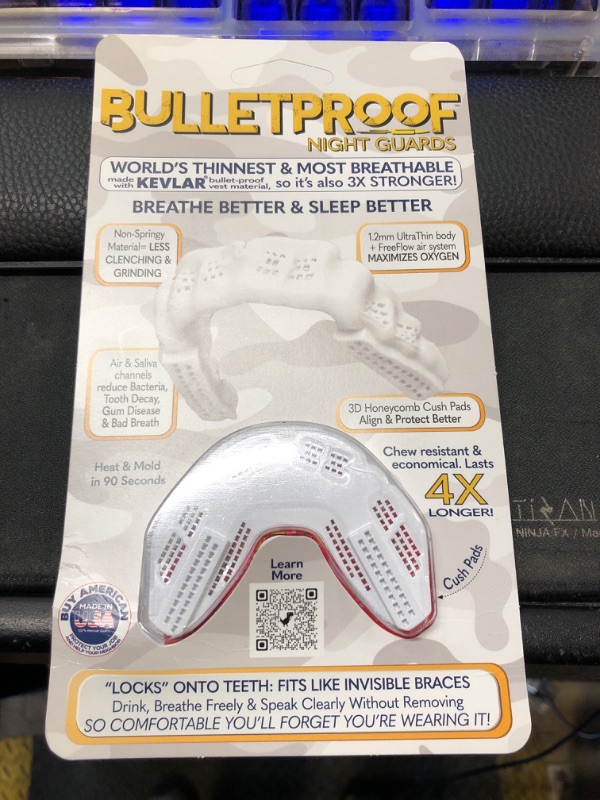 BULLETPROOF
NIGHT GUARDS
WORLD'S THINNEST & MOST BREATHABLE
made with KEVLAR® bullet-proof vest material, so it's also 3X STRONGER!
BREATHE BETTER & SLEEP BETTER
Non-Springy
Material= LESS
CLENCHING &
GRINDING
1.2mm UltraThin body
+ FreeFlow air system
MAXIMIZES OXYGEN
Air & Saliva
channels
reduce Bacteria,
Tooth Decay,
Gum Disease
& Bad Breath
3D Honeycomb Cush Pads
Align & Protect Better
Heat & Mold
in 90 Seconds
Chew resistant &
economical. Lasts
4X
LONGER!
Cush Pads
Learn
More
BUY AMERICAN
MADE IN
USA
PROTECT YOUR JOB
"LOCKS" ONTO TEETH: FITS LIKE INVISIBLE BRACES
Drink, Breathe Freely & Speak Clearly Without Removing
SO COMFORTABLE YOU'LL FORGET YOU'RE WEARING IT!
NINJA FX / Ma